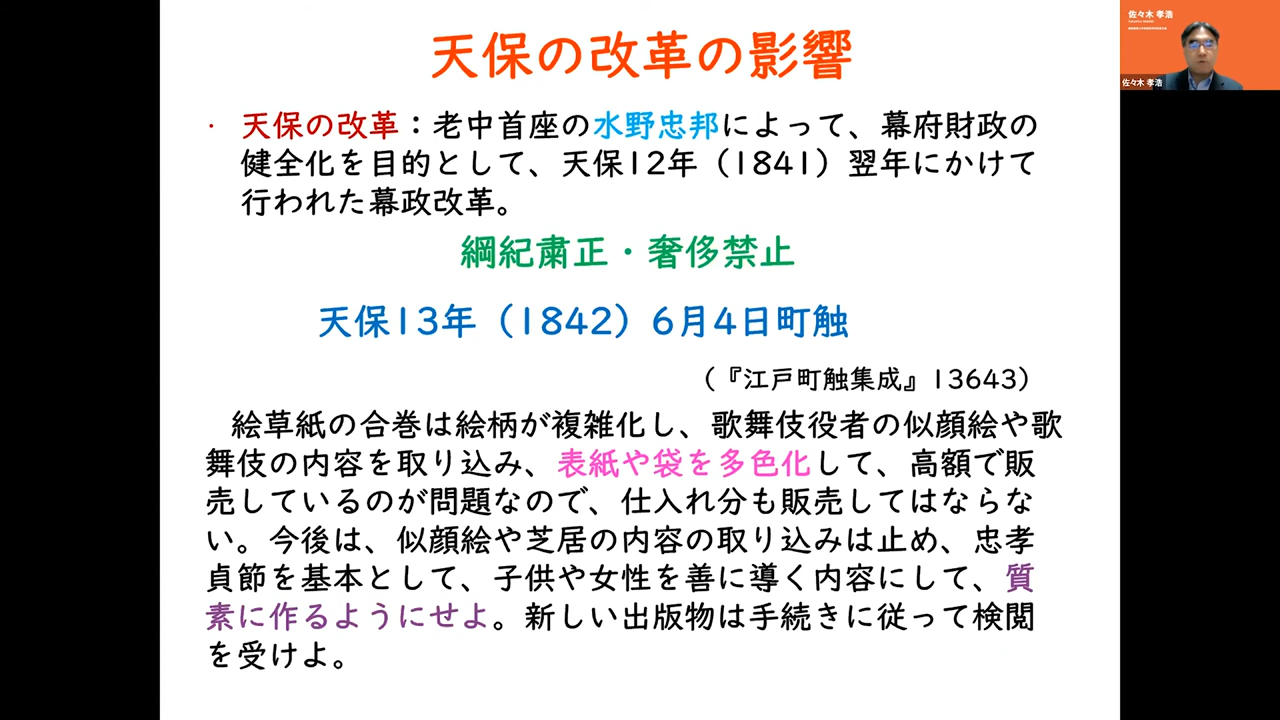 天保の改革の影響
・ 天保の改革：老中首座の水野忠邦によって、幕府財政の
健全化を目的として、天保12年（1841）翌年にかけて
行われた幕政改革。
綱紀粛正・奢侈禁止
天保13年（1842）6月4日町触
（『江戸町触集成』13643）
絵草紙の合巻は絵柄が複雑化し、歌舞伎役者の似顔絵や歌
舞伎の内容を取り込み、表紙や袋を多色化して、高額で販
売しているのが問題なので、仕入れ分も販売してはならな
い。今後は、似顔絵や芝居の内容の取り込みは止め、忠孝
貞節を基本として、子供や女性を善に導く内容にして、質
素に作るようにせよ。新しい出版物は手続きに従って検閲
を受けよ。
佐々木 孝浩
佐々木 孝浩